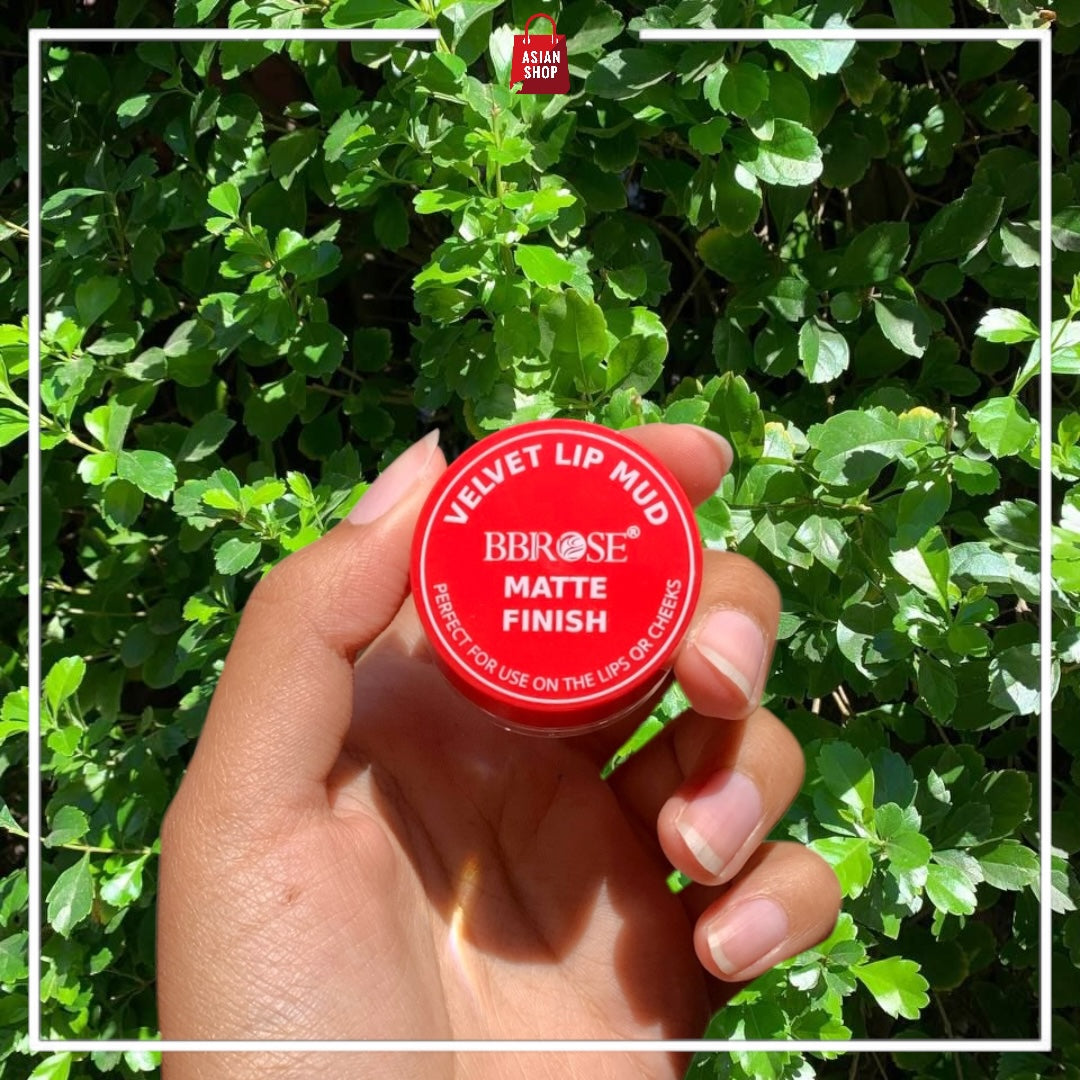 ASIAN
SHOP
VELVET LIP MUD
BBROSE®
MATTE
FINISH
PERFECT FOR USE ON THE LIPS OR CHEEKS